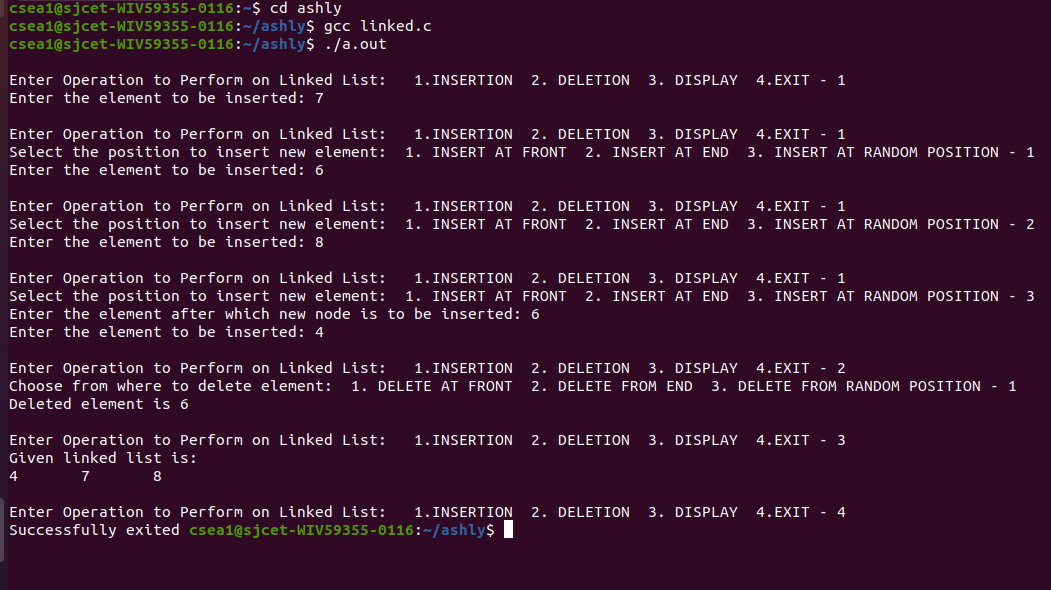 csea1@sjcet-WIV59355-0116:~$ cd ashly
csea1@sjcet-WIV59355-0116:~/ashly$ gcc linked.c
csea1@sjcet-WIV59355-0116:~/ashly$ ./a.out
Enter Operation to Perform on Linked List:   1.INSERTION  2. DELETION  3. DISPLAY  4.EXIT - 1
Enter the element to be inserted: 7
Enter Operation to Perform on Linked List:   1.INSERTION  2. DELETION  3. DISPLAY  4.EXIT - 1
Select the position to insert new element:  1. INSERT AT FRONT  2. INSERT AT END  3. INSERT AT RANDOM POSITION - 1
Enter the element to be inserted: 6
Enter Operation to Perform on Linked List:   1.INSERTION  2. DELETION  3. DISPLAY  4.EXIT - 1
Select the position to insert new element:  1. INSERT AT FRONT  2. INSERT AT END  3. INSERT AT RANDOM POSITION - 2
Enter the element to be inserted: 8
Enter Operation to Perform on Linked List:   1.INSERTION  2. DELETION  3. DISPLAY  4.EXIT - 1
Select the position to insert new element:  1. INSERT AT FRONT  2. INSERT AT END  3. INSERT AT RANDOM POSITION - 3
Enter the element after which new node is to be inserted: 6
Enter the element to be inserted: 4
Enter Operation to Perform on Linked List:   1.INSERTION  2. DELETION  3. DISPLAY  4.EXIT - 2
Choose from where to delete element:  1. DELETE AT FRONT  2. DELETE FROM END  3. DELETE FROM RANDOM POSITION - 1
Deleted element is 6
Enter Operation to Perform on Linked List:   1.INSERTION  2. DELETION  3. DISPLAY  4.EXIT - 3
Given linked list is:
4       7       8
Enter Operation to Perform on Linked List:   1.INSERTION  2. DELETION  3. DISPLAY  4.EXIT - 4
Successfully exited csea1@sjcet-WIV59355-0116:~/ashly$